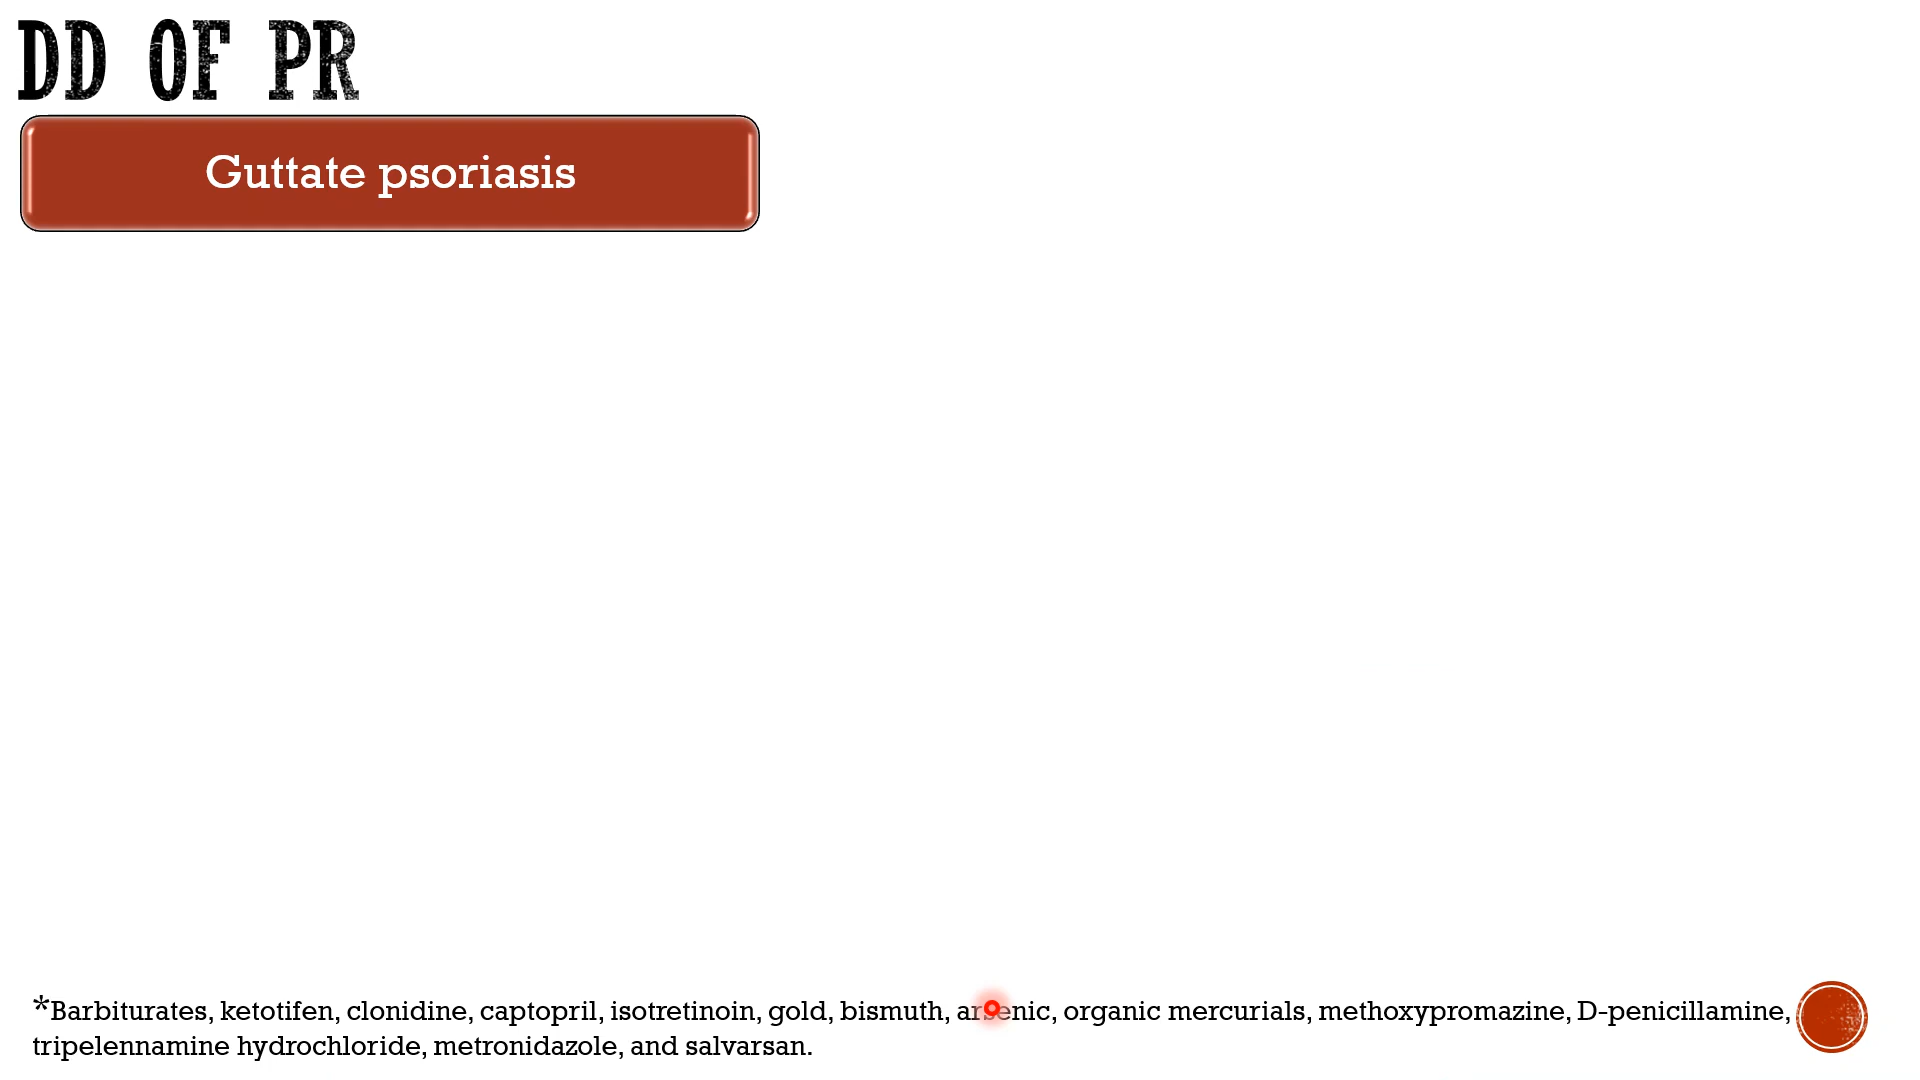 DD OF PR
Guttate psoriasis
*Barbiturates, ketotifen, clonidine, captopril, isotretinoin, gold, bismuth, arsenic, organic mercurials, methoxypromazine, D-penicillamine,
tripelennamine hydrochloride, metronidazole, and salvarsan.